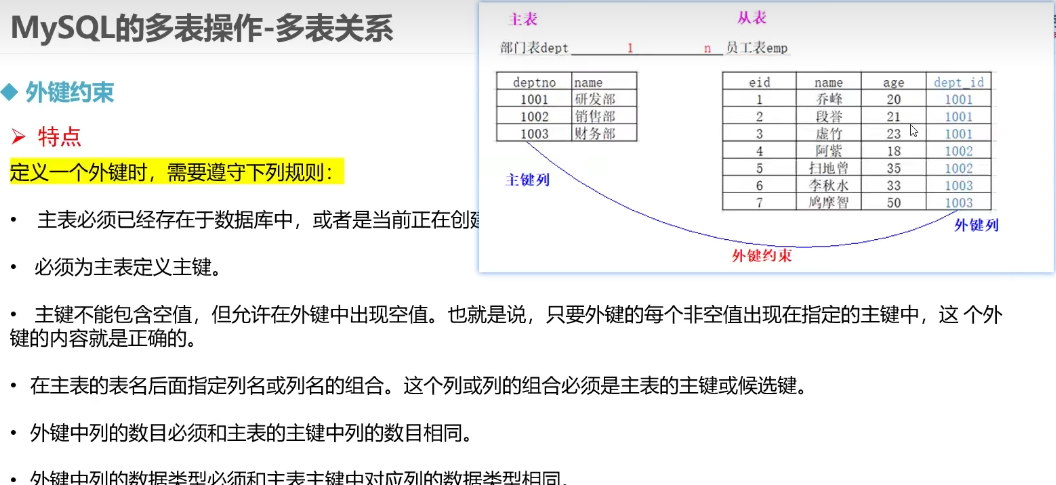 MySQL的多表操作-多表关系
外键约束
特点
定义一个外键时，需要遵守下列规则：
• 主表必须已经存在于数据库中，或者是当前正在创建
• 必须为主表定义主键。
• 主键不能包含空值，但允许在外键中出现空值。也就是说，只要外键的每个非空值出现在指定的主键中，这 个外
键的内容就是正确的。
• 在主表的表名后面指定列名或列名的组合。这个列或列的组合必须是主表的主键或候选键。
• 外键中列的数目必须和主表的主键中列的数目相同。
• 外键中列的数据类型必须和主表主键中对应列的数据类型相同。
主表
从表
部门表dept 1 n 员工表emp
deptno name
1001 研发部
1002 销售部
1003 财务部
主键列
eid name age dept_id
1 乔峰 20 1001
2 段誉 21 1001
3 虚竹 23 1001
4 阿紫 18 1002
5 扫地曾 35 1002
6 李秋水 33 1003
7 鸠摩智 50 1003
外键列
外键约束